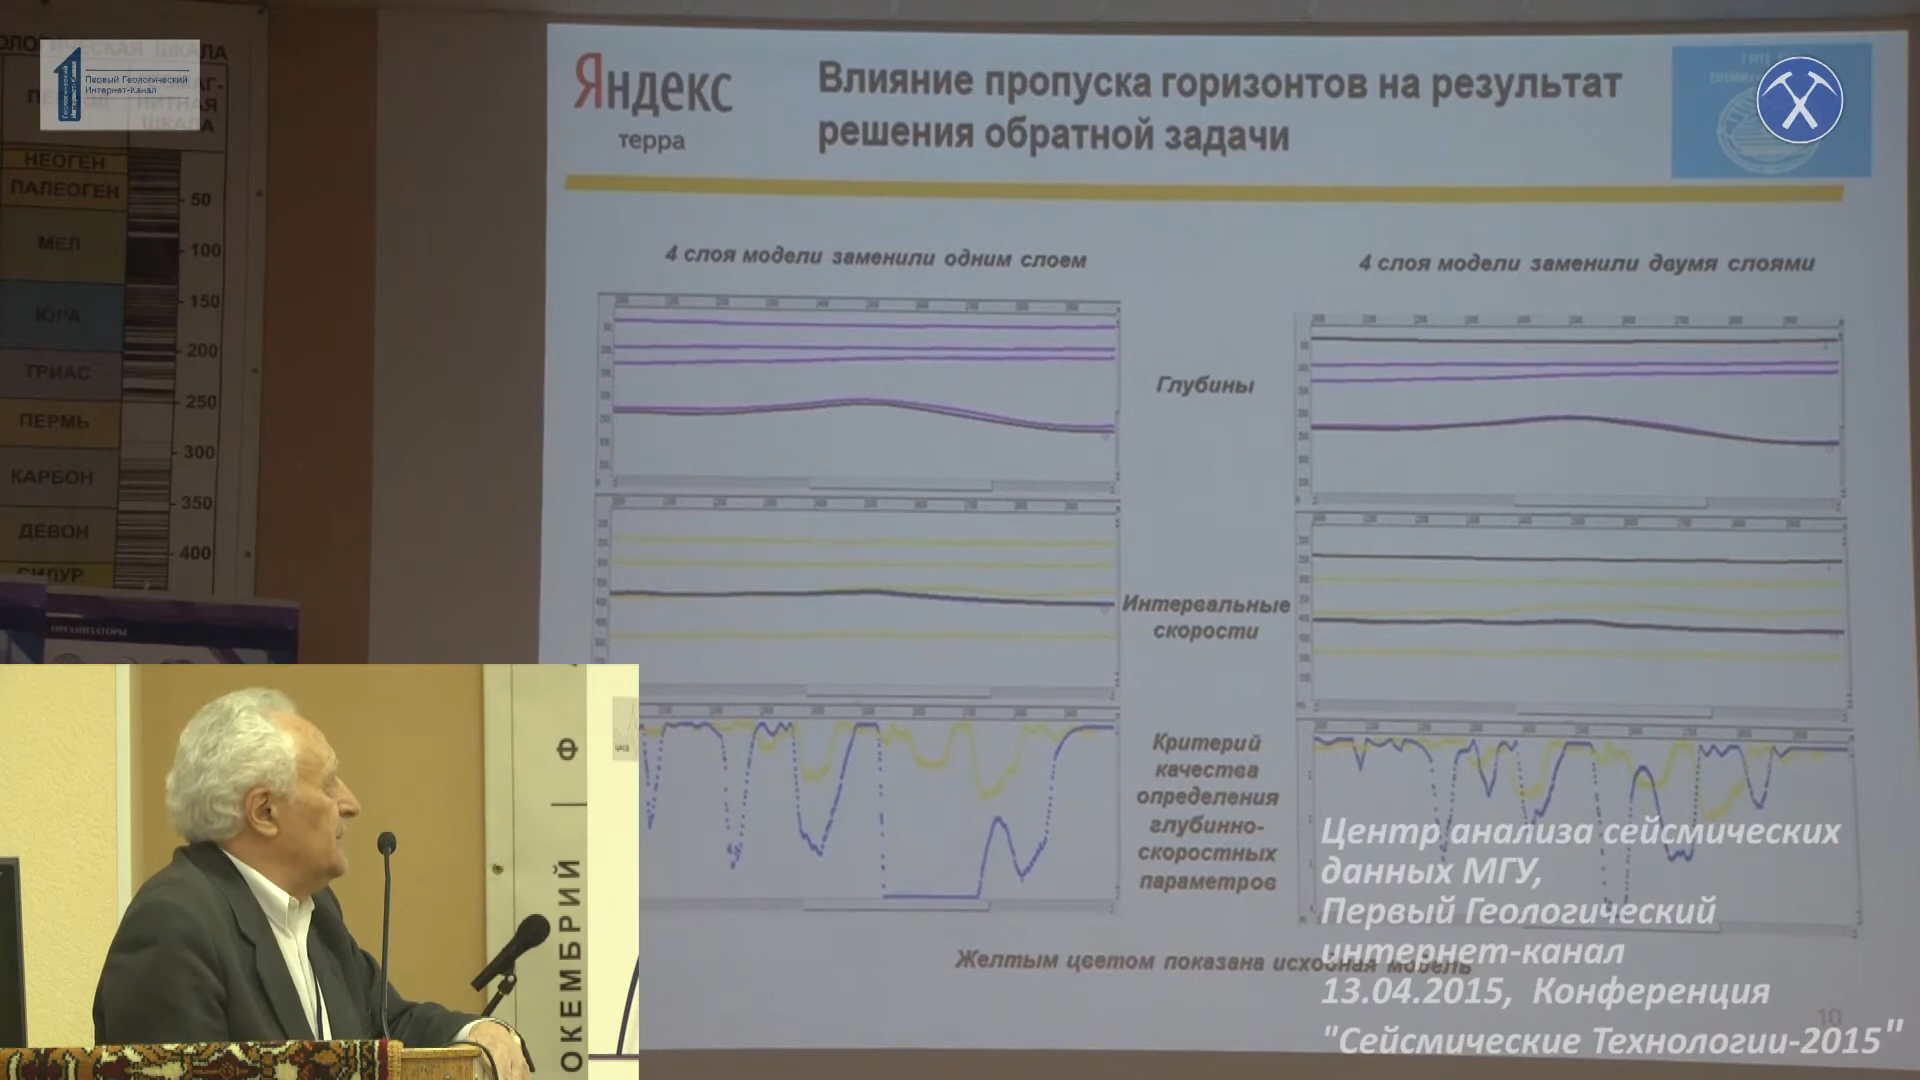 Первый Геологический
Интернет-Канал
ШКАЛА
НЕОГЕН
ПАЛЕОГЕН
МЕЛ
ЮРА
ТРИАС
ПЕРМЬ
КАРБОН
ДЕВОН
СИЛУР
50
100
150
200
250
300
350
400
ОРГАНИЗАТОРЫ
Яндекс
терра
Влияние пропуска горизонтов на результат
решения обратной задачи
4 слоя модели заменили одним слоем
4 слоя модели заменили двумя слоями
Глубины
Интервальные
скорости
Критерий
качества
определения
глубинно-
скоростных
параметров
Желтым цветом показана исходная модель
10
Центр анализа сейсмических
данных МГУ,
Первый Геологический
интернет-канал
13.04.2015, Конференция
"Сейсмические Технологии-2015"
ОКЕМБРИЙ | Ф